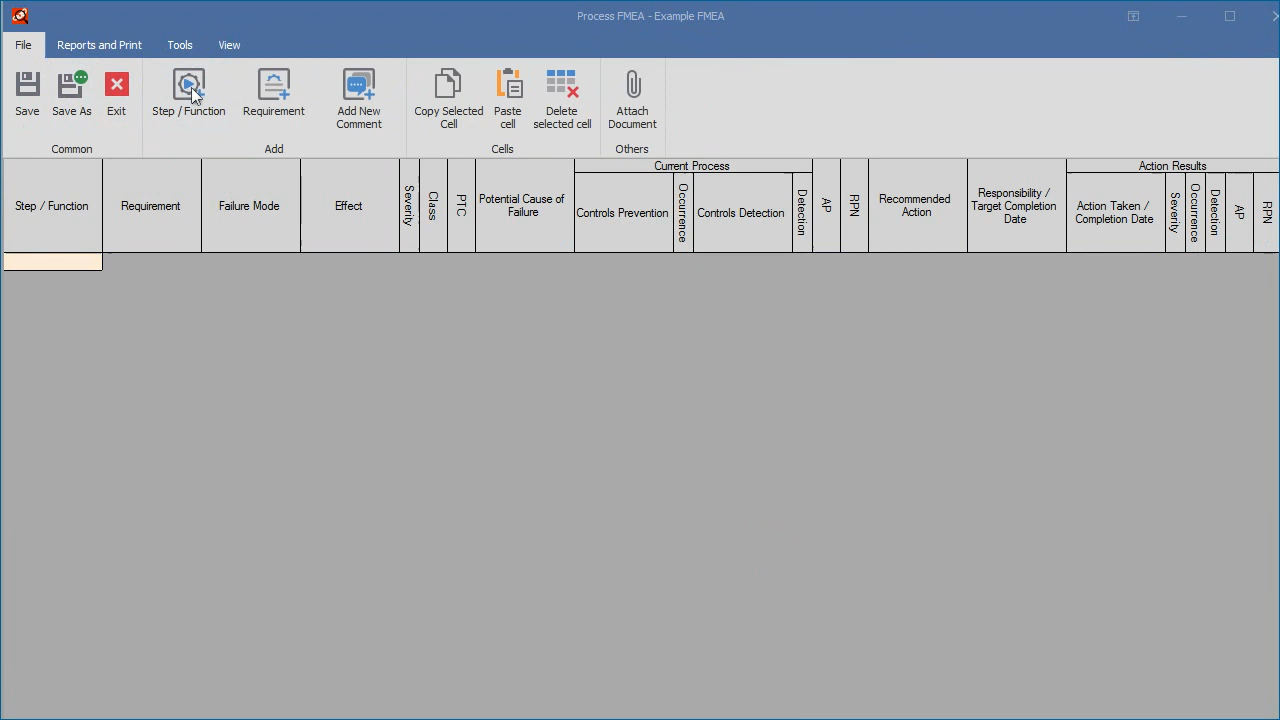 Process FMEA - Example FMEA
File
Reports and Print
Tools
View
Save
Save As
Exit
Step / Function
Requirement
Add New
Comment
Copy Selected
Cell
Paste
cell
Delete
selected cell
Attach
Document
Common
Add
Cells
Others
Step / Function
Requirement
Failure Mode
Effect
Severity
Class
PTC
Potential Cause of
Failure
Current Process
Controls Prevention
Occurrence
Controls Detection
Detection
AP
RPN
Recommended
Action
Responsibility /
Target Completion
Date
Action Results
Action Taken /
Completion Date
Severity
Occurrence
Detection
AP
RPN